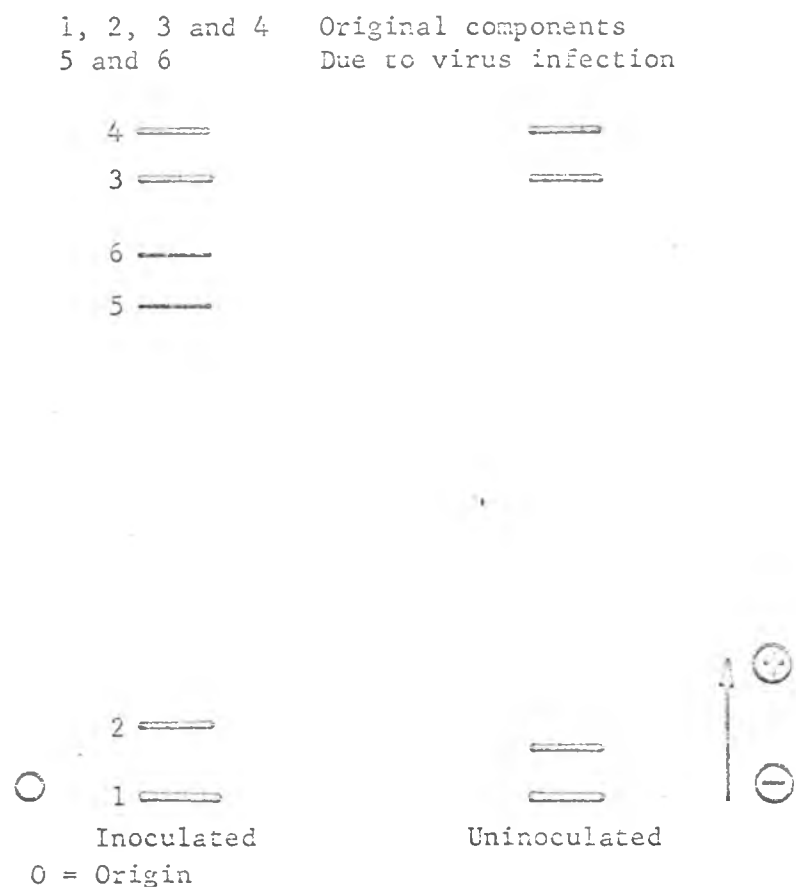 1, 2, 3 and 4 Original components
5 and 6 Due to virus infection
4
3
6
5
2
+
O 1 −
Inoculated Uninoculated
O = Origin